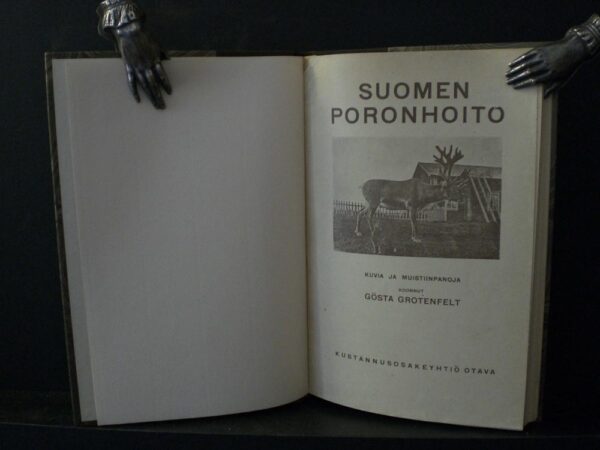 SUOMEN
PORONHOITO
KUVIA JA MUISTIINPANOJA
KOONNUT
GÖSTA GROTENFELT
KUSTANNUSOSAKEYHTIÖ OTAVA